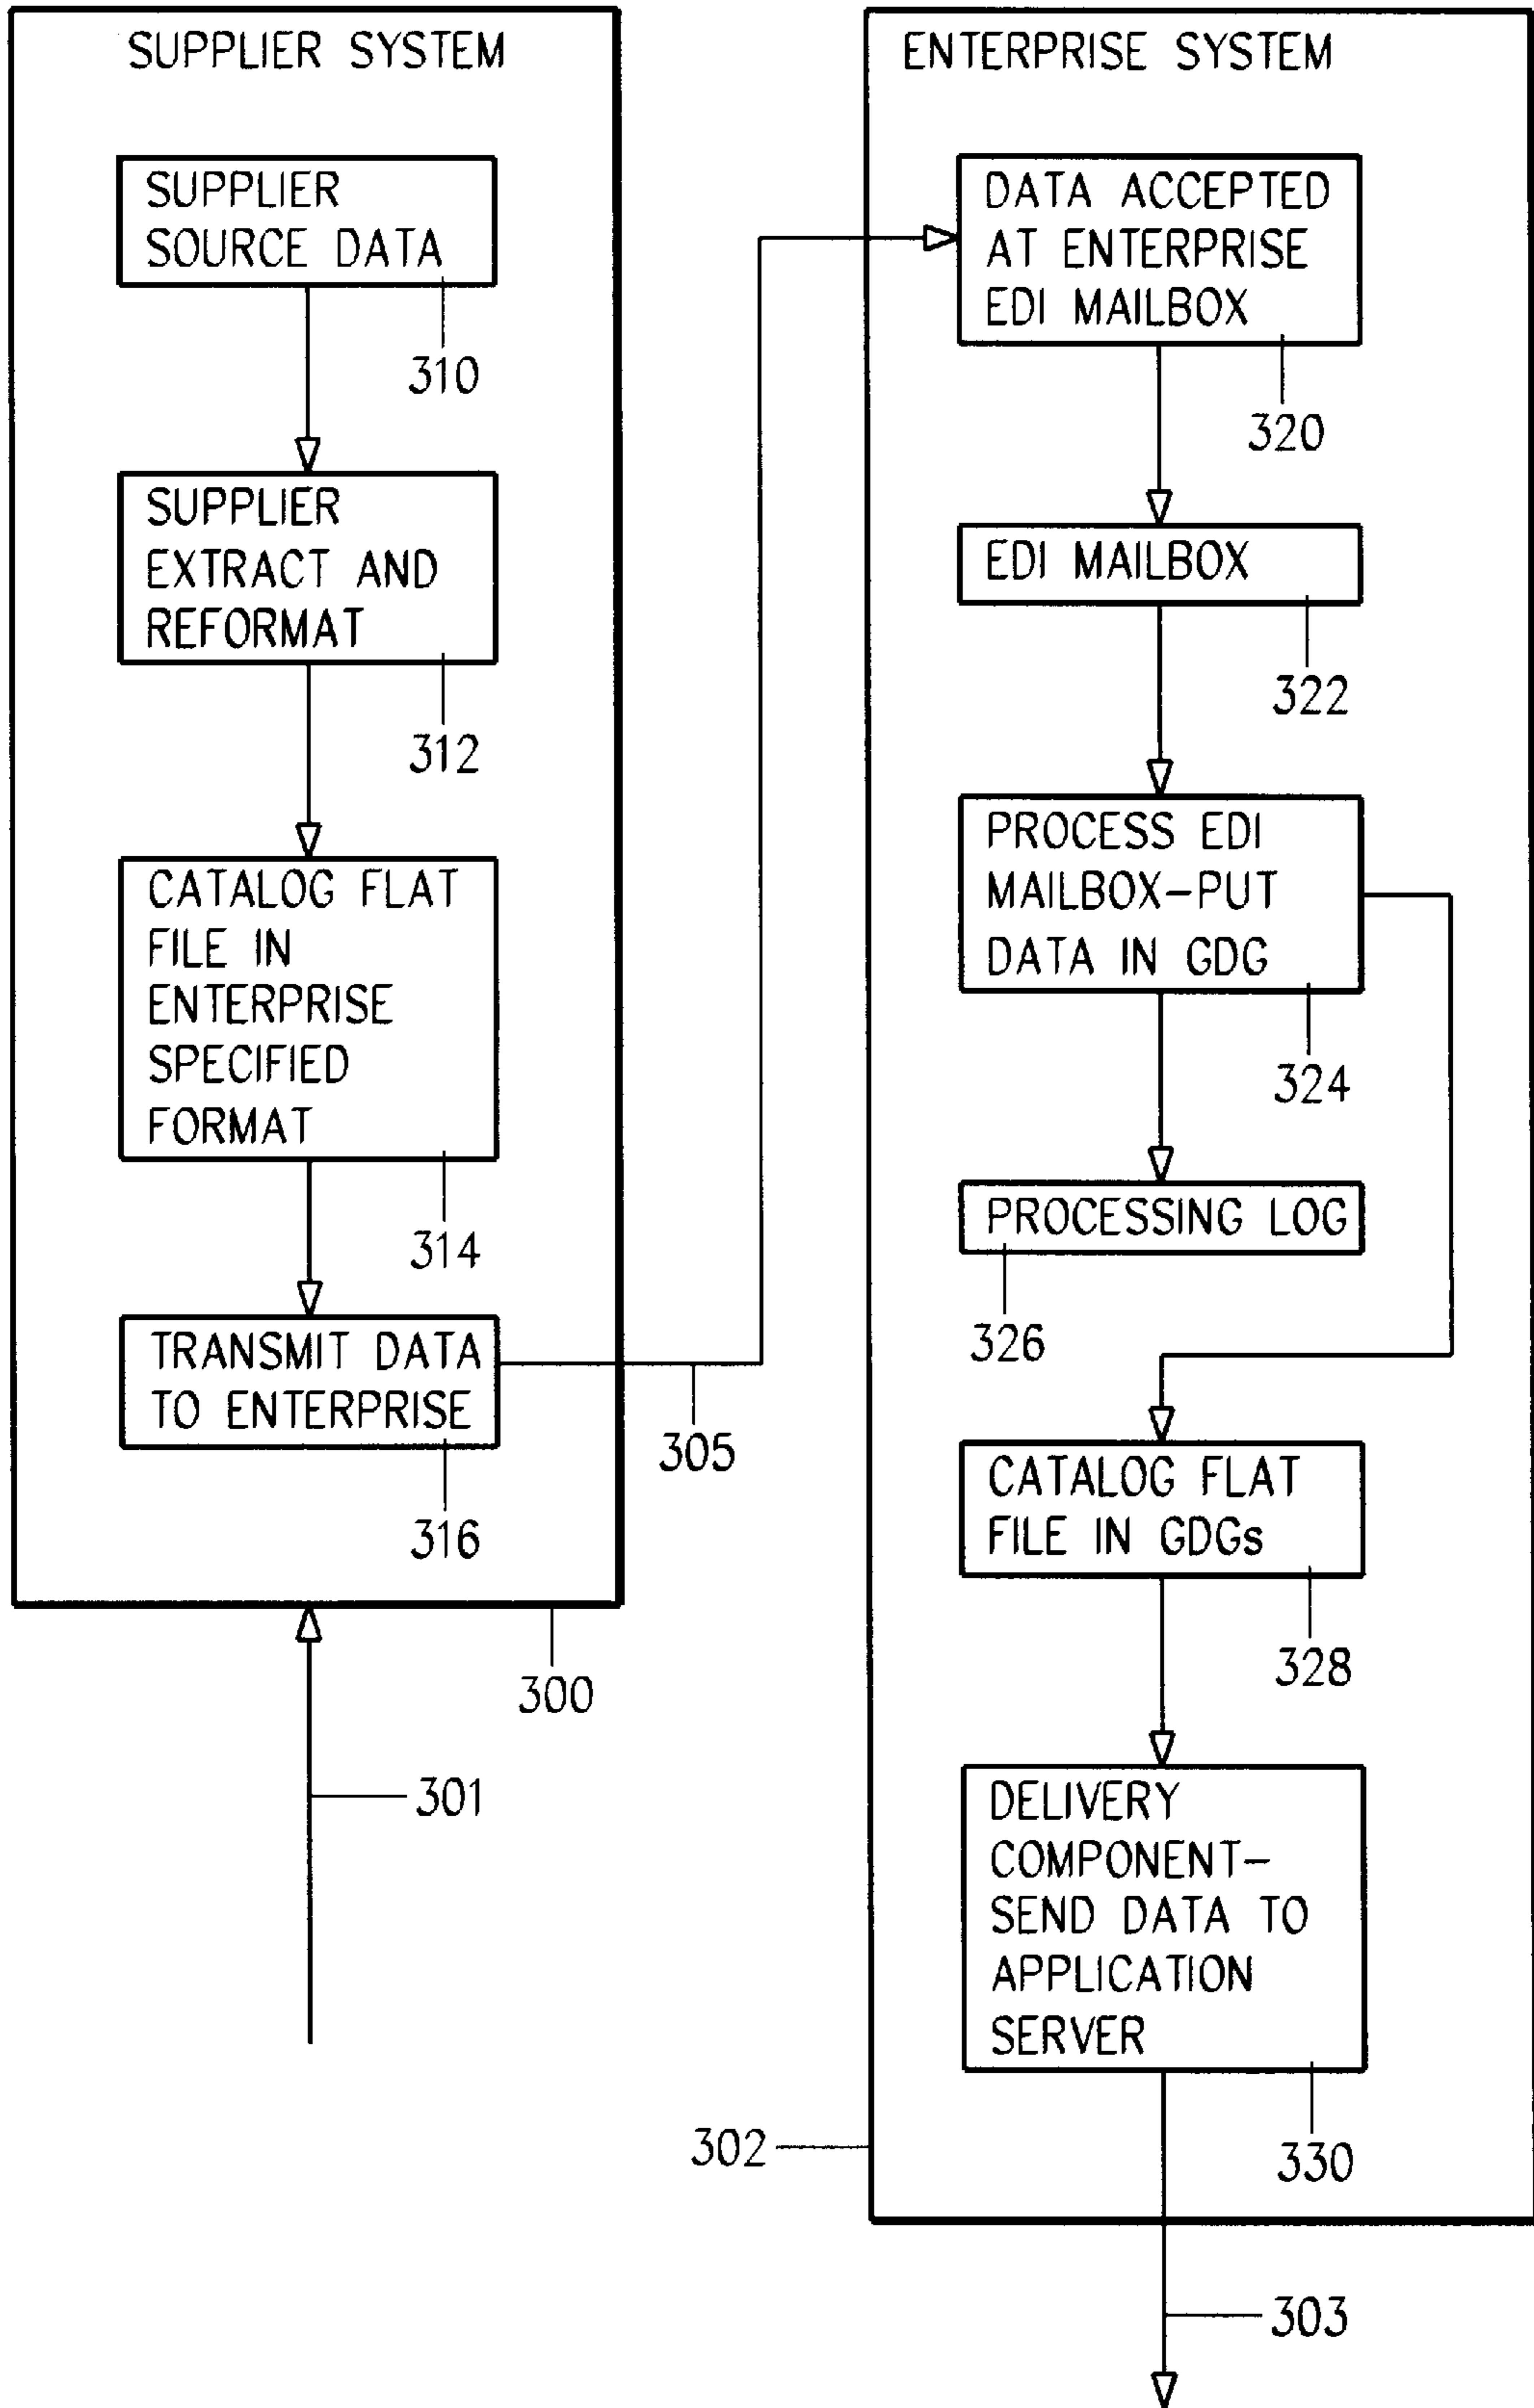 SUPPLIER SYSTEM
SUPPLIER
SOURCE DATA
310
SUPPLIER
EXTRACT AND
REFORMAT
312
CATALOG FLAT
FILE IN
ENTERPRISE
SPECIFIED
FORMAT
314
TRANSMIT DATA
TO ENTERPRISE
316
305
300
301
ENTERPRISE SYSTEM
DATA ACCEPTED
AT ENTERPRISE
EDI MAILBOX
320
EDI MAILBOX
322
PROCESS EDI
MAILBOX-PUT
DATA IN GDG
324
PROCESSING LOG
326
CATALOG FLAT
FILE IN GDGs
328
DELIVERY
COMPONENT-
SEND DATA TO
APPLICATION
SERVER
330
302
303